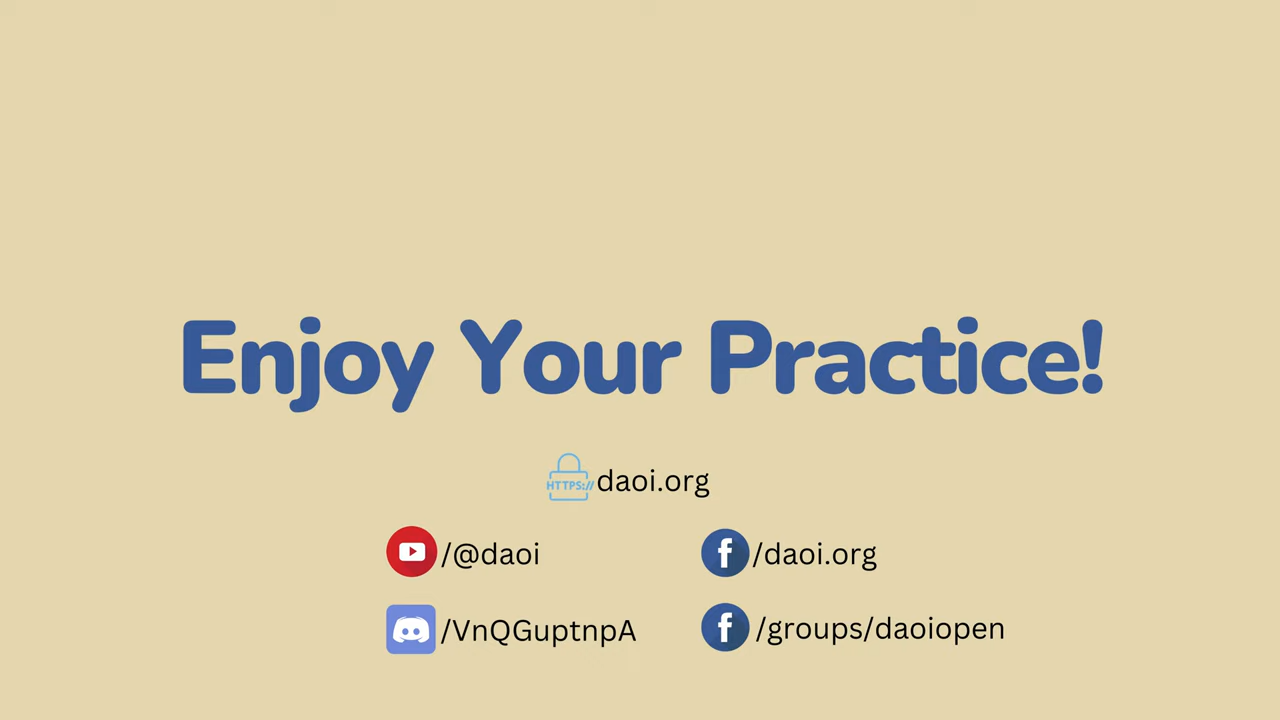 Enjoy Your Practice!
HTTPS:// daoi.org
/@daoi
/daoi.org
/VnQGuptnpA
/groups/daoiopen